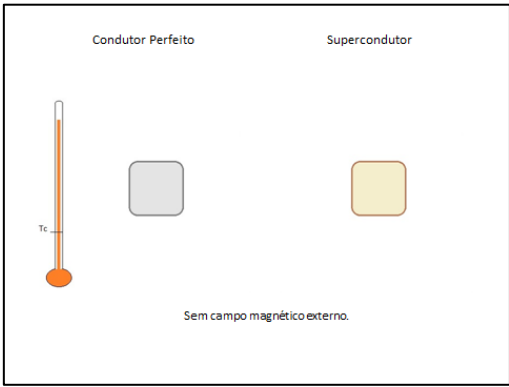 Condutor Perfeito
Supercondutor
Tc
Sem campo magnético externo.